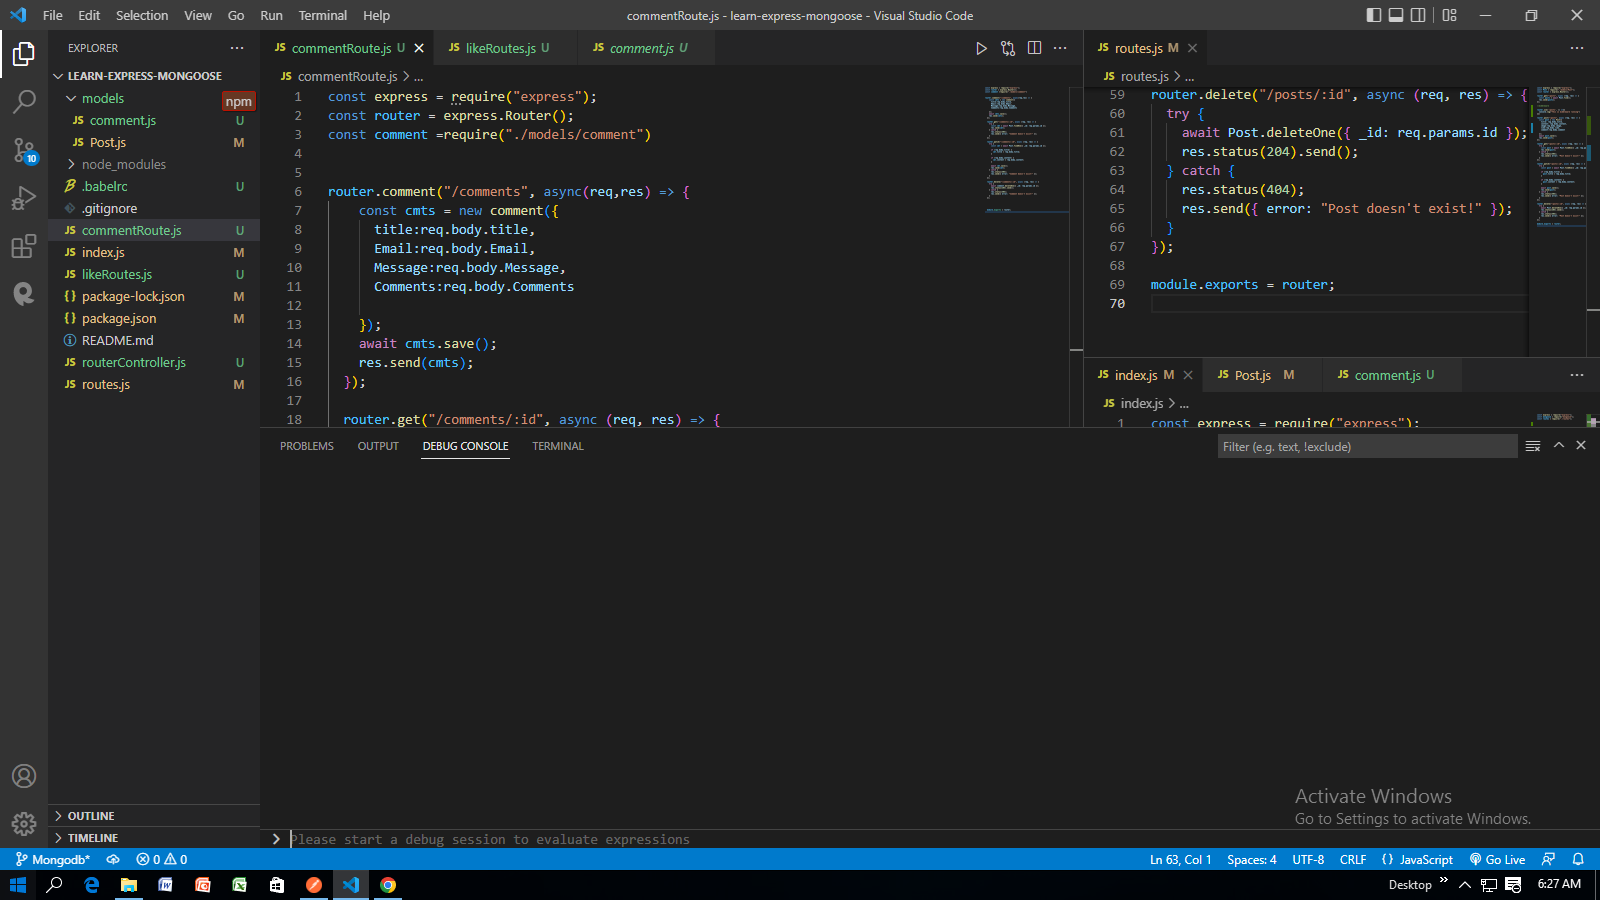 File Edit Selection View Go Run Terminal Help
commentRoute.js - learn-express-mongoose - Visual Studio Code
EXPLORER
LEARN-EXPRESS-MONGOOSE
models
npm
JS comment.js U
JS Post.js M
node_modules
.babelrc U
.gitignore
JS commentRoute.js U
JS index.js M
JS likeRoutes.js U
{} package-lock.json M
{} package.json M
README.md
JS routerController.js U
JS routes.js M
OUTLINE
TIMELINE
10
JS commentRoute.js U
JS likeRoutes.js U
JS comment.js U
JS commentRoute.js > ...
1 const express = require("express");
2 const router = express.Router();
3 const comment =require("./models/comment")
4
5
6 router.comment("/comments", async(req,res) => {
7 const cmts = new comment({
8 title:req.body.title,
9 Email:req.body.Email,
10 Message:req.body.Message,
11 Comments:req.body.Comments
12
13 });
14 await cmts.save();
15 res.send(cmts);
16 });
17
18 router.get("/comments/:id", async (req, res) => {
JS routes.js M
JS routes.js > ...
59 router.delete("/posts/:id", async (req, res) => {
60 try {
61 await Post.deleteOne({ _id: req.params.id });
62 res.status(204).send();
63 } catch {
64 res.status(404);
65 res.send({ error: "Post doesn't exist!" });
66 }
67 });
68
69 module.exports = router;
70
JS index.js M
JS Post.js M
JS comment.js U
JS index.js > ...
1 const express = require("express");
PROBLEMS OUTPUT DEBUG CONSOLE TERMINAL
Filter (e.g. text, !exclude)
Please start a debug session to evaluate expressions
Activate Windows
Go to Settings to activate Windows.
Mongodb* 0 0
Ln 63, Col 1 Spaces: 4 UTF-8 CRLF {} JavaScript Go Live
Desktop 6:27 AM